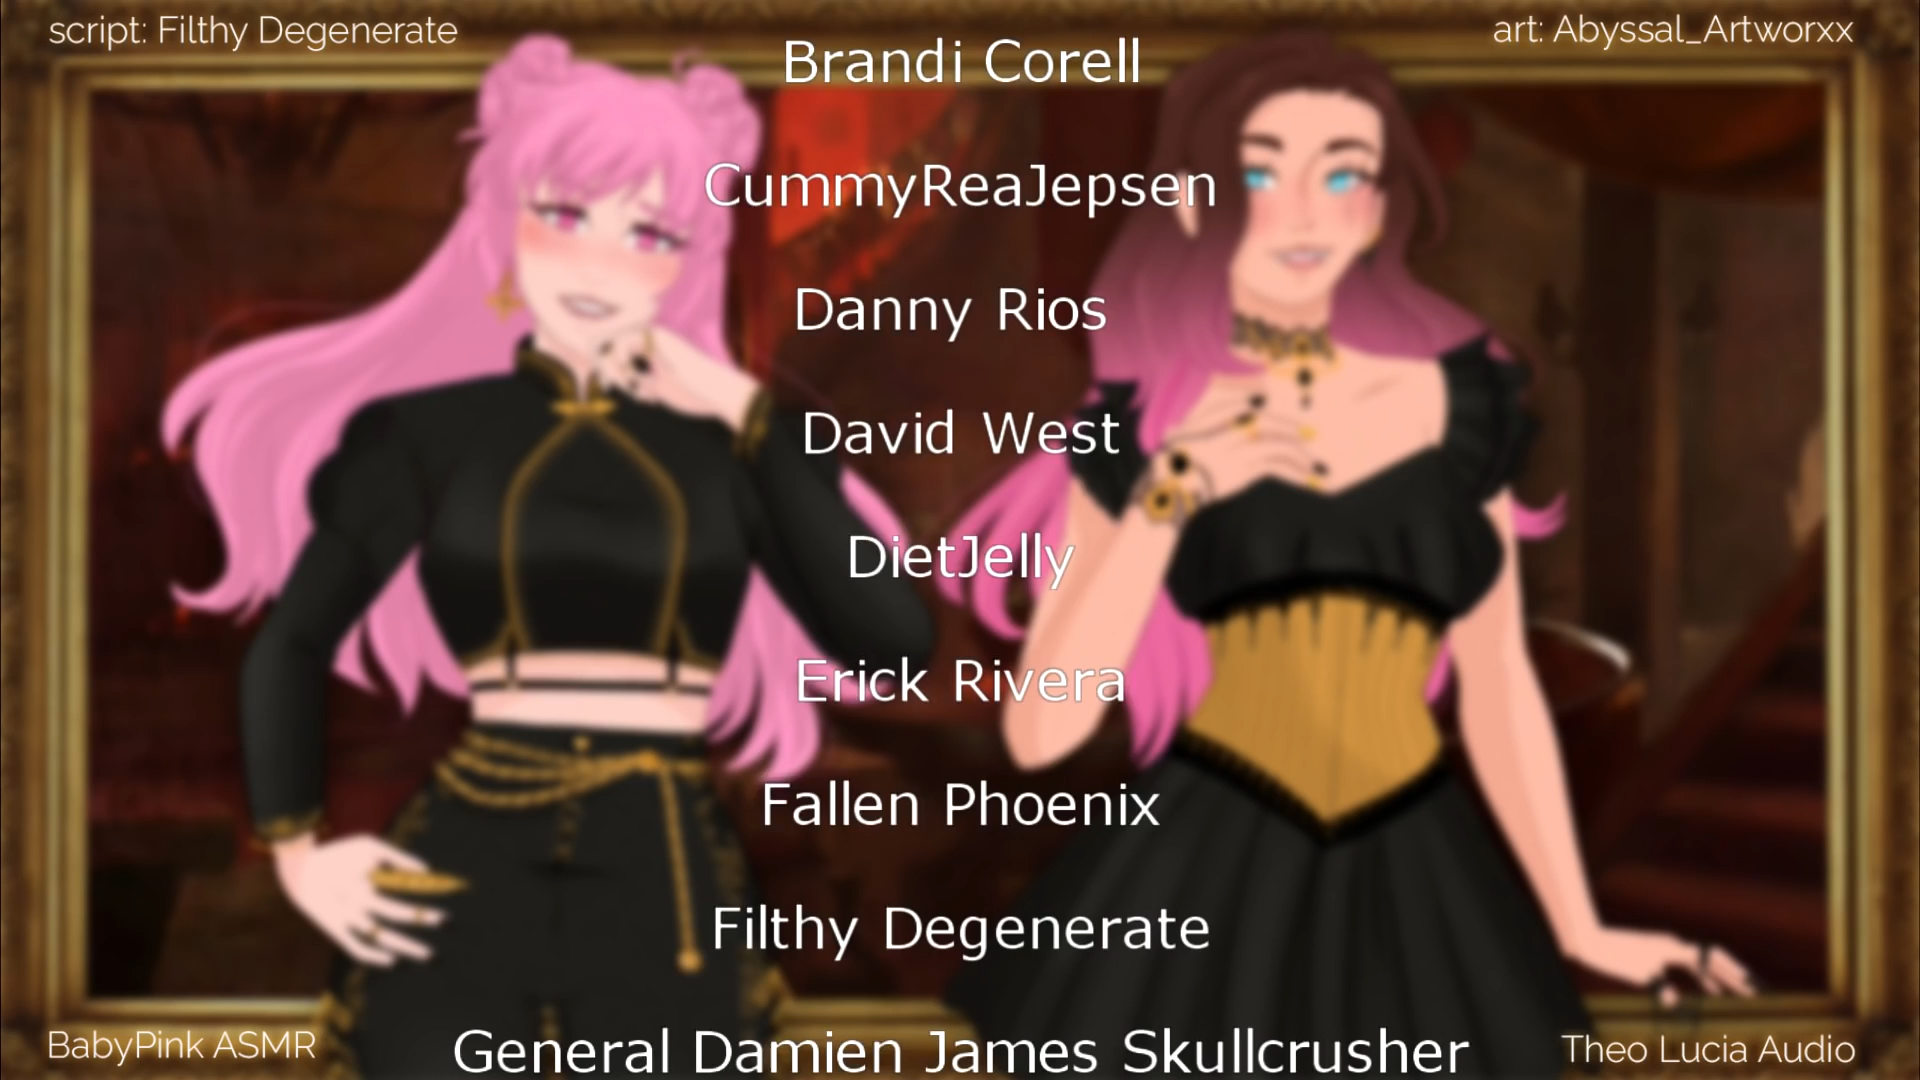 script: Filthy Degenerate
art: Abyssal_Artworxx
Brandi Corell
CummyReaJepsen
Danny Rios
David West
DietJelly
Erick Rivera
Fallen Phoenix
Filthy Degenerate
General Damien James Skullcrusher
BabyPink ASMR
Theo Lucia Audio